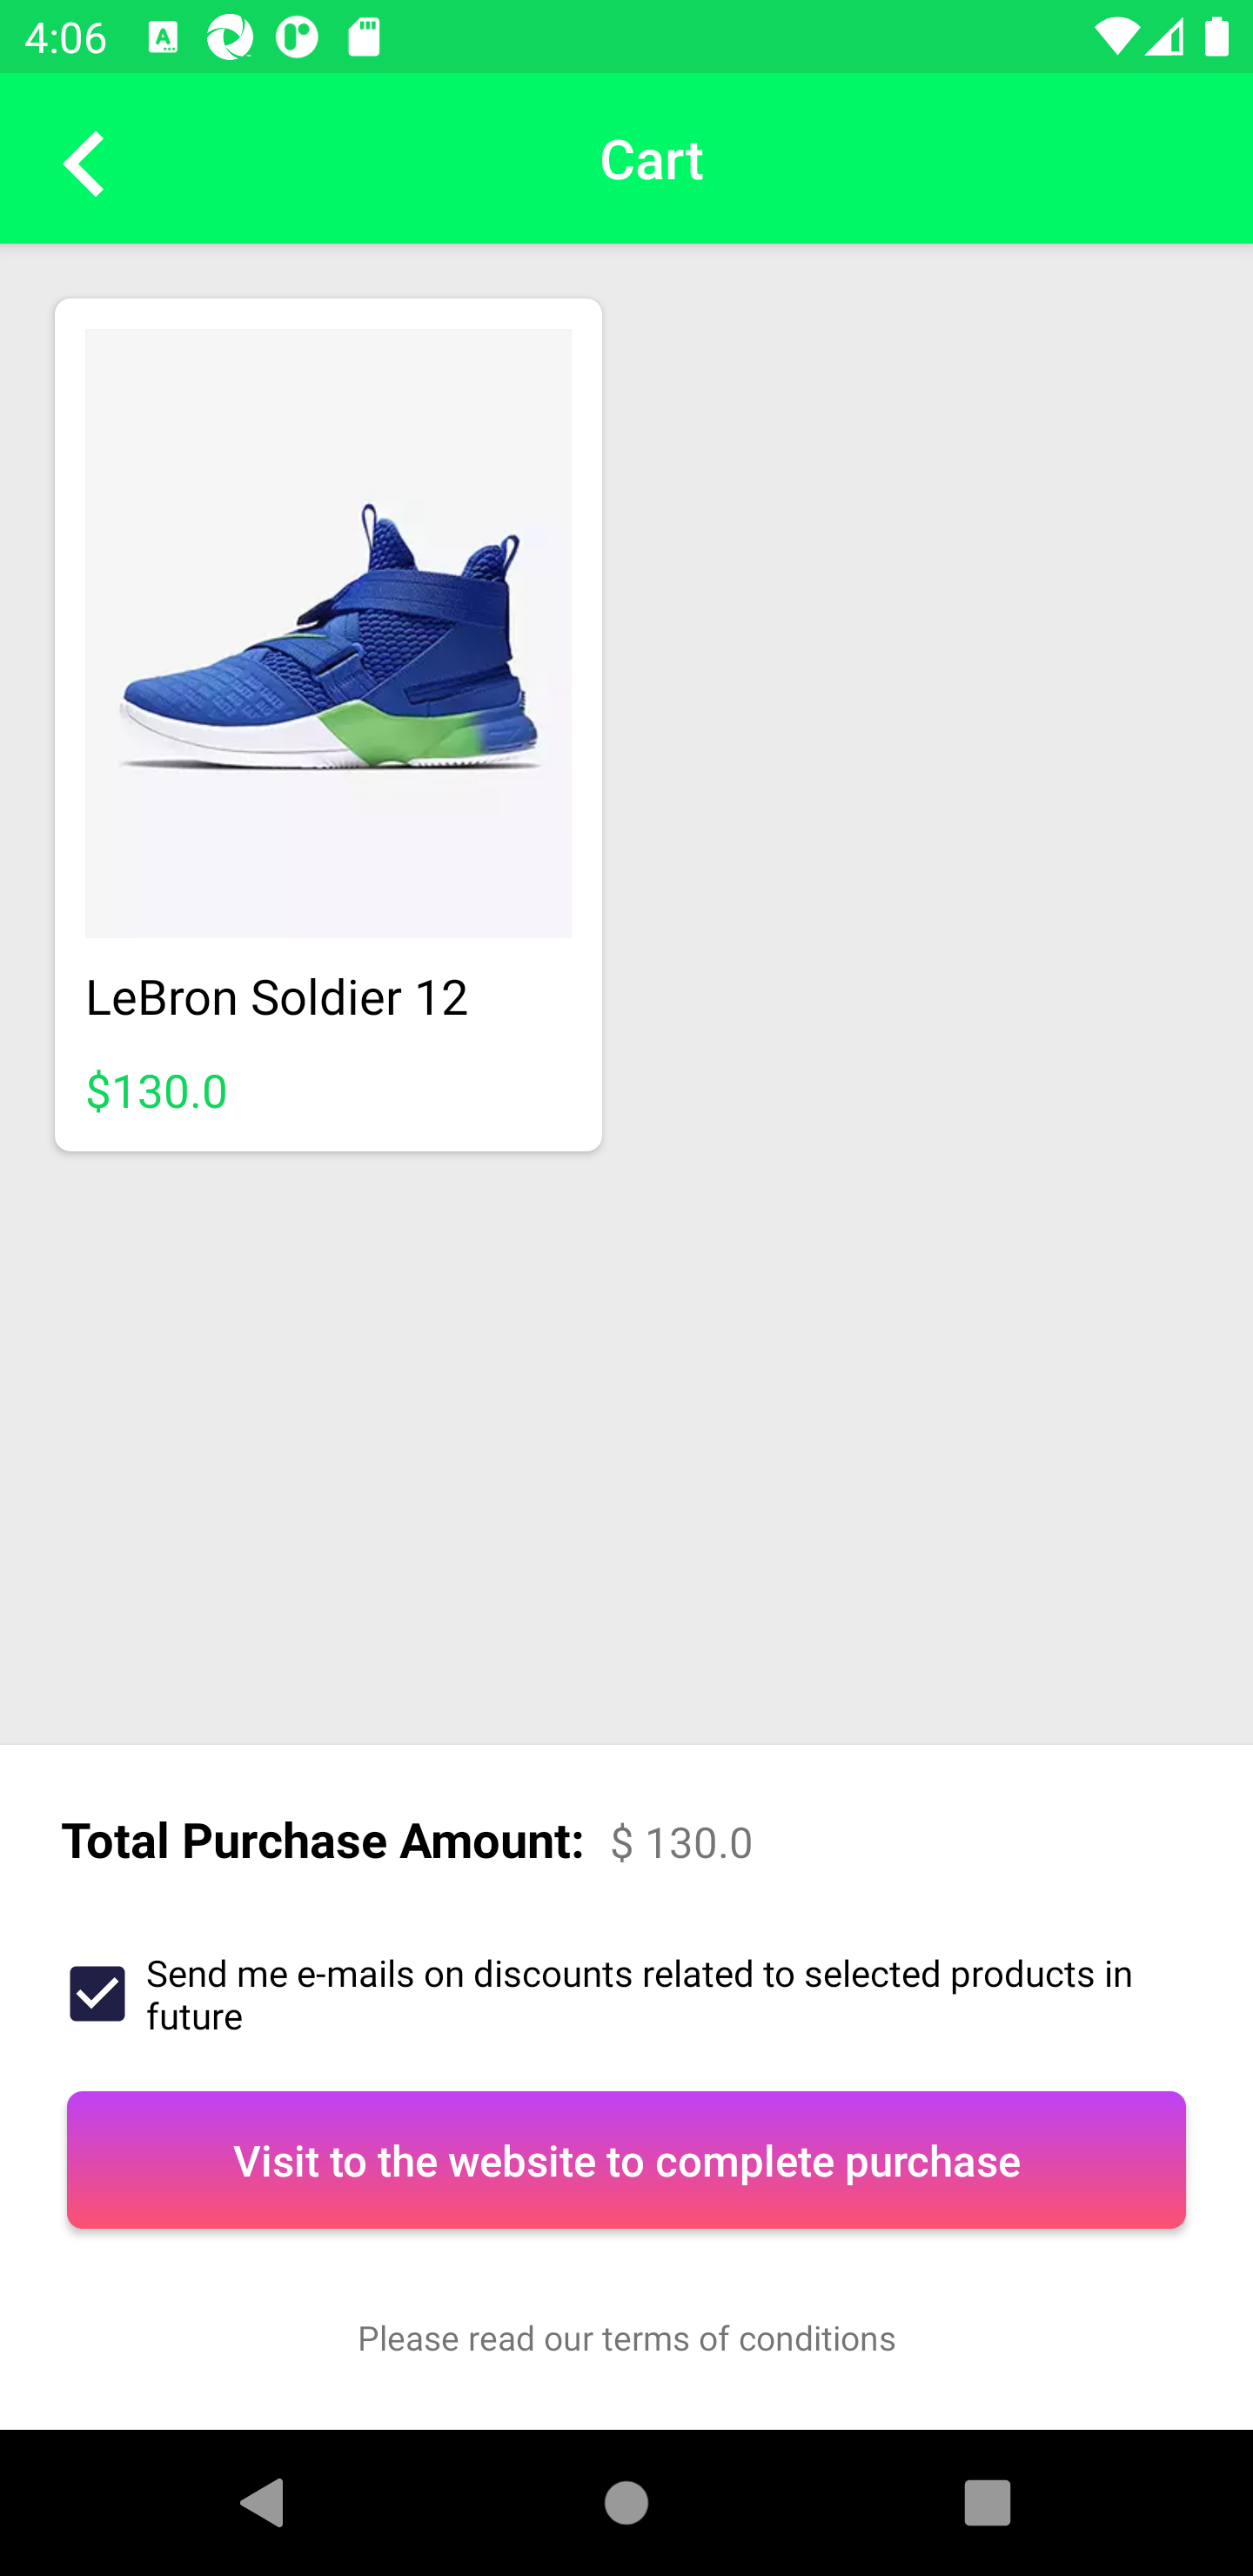 4:06
Cart
LeBron Soldier 12
$130.0
Total Purchase Amount: $ 130.0
Send me e-mails on discounts related to selected products in
future
Visit to the website to complete purchase
Please read our terms of conditions